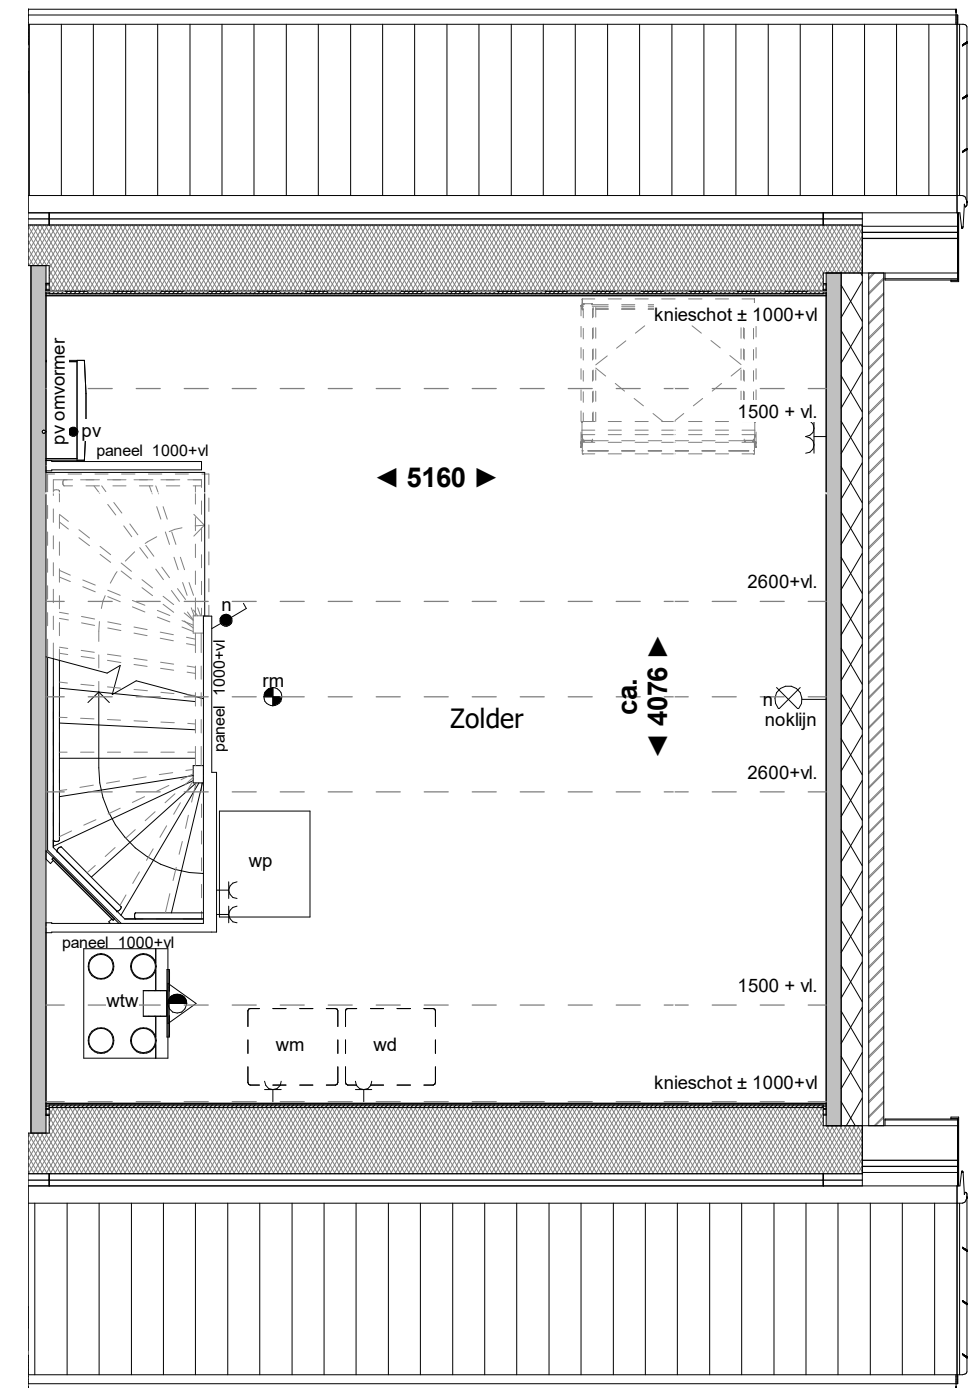 knieschot ± 1000+vl
pv omvormer
pv
1500 + vl.
paneel 1000+vl
◄ 5160 ►
2600+vl.
n
paneel 1000+vl
rm
ca.
◄ 4076 ►
Zolder
n
noklijn
2600+vl.
wp
paneel 1000+vl
wtw
1500 + vl.
wm
wd
knieschot ± 1000+vl